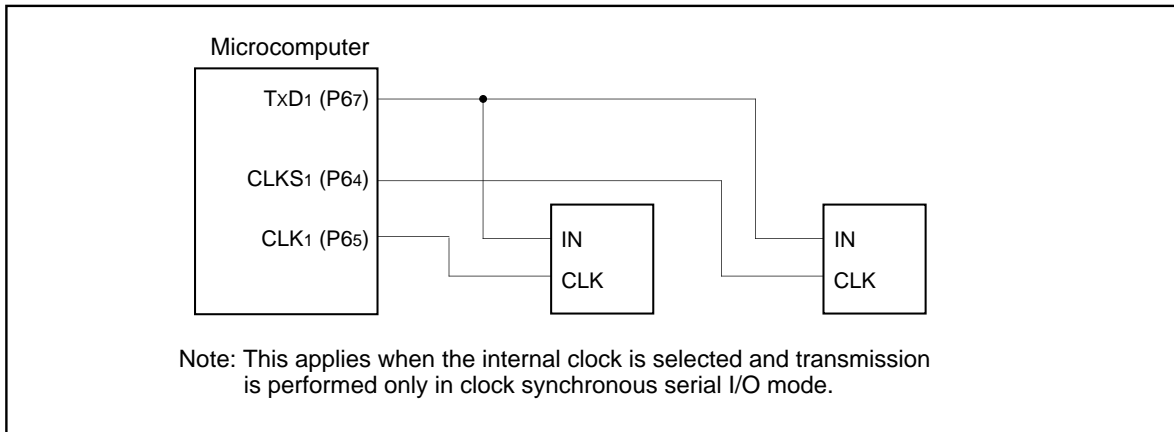 Microcomputer
TxD1 (P67)
CLKS1 (P64)
CLK1 (P65)
IN
CLK
IN
CLK
Note: This applies when the internal clock is selected and transmission
is performed only in clock synchronous serial I/O mode.